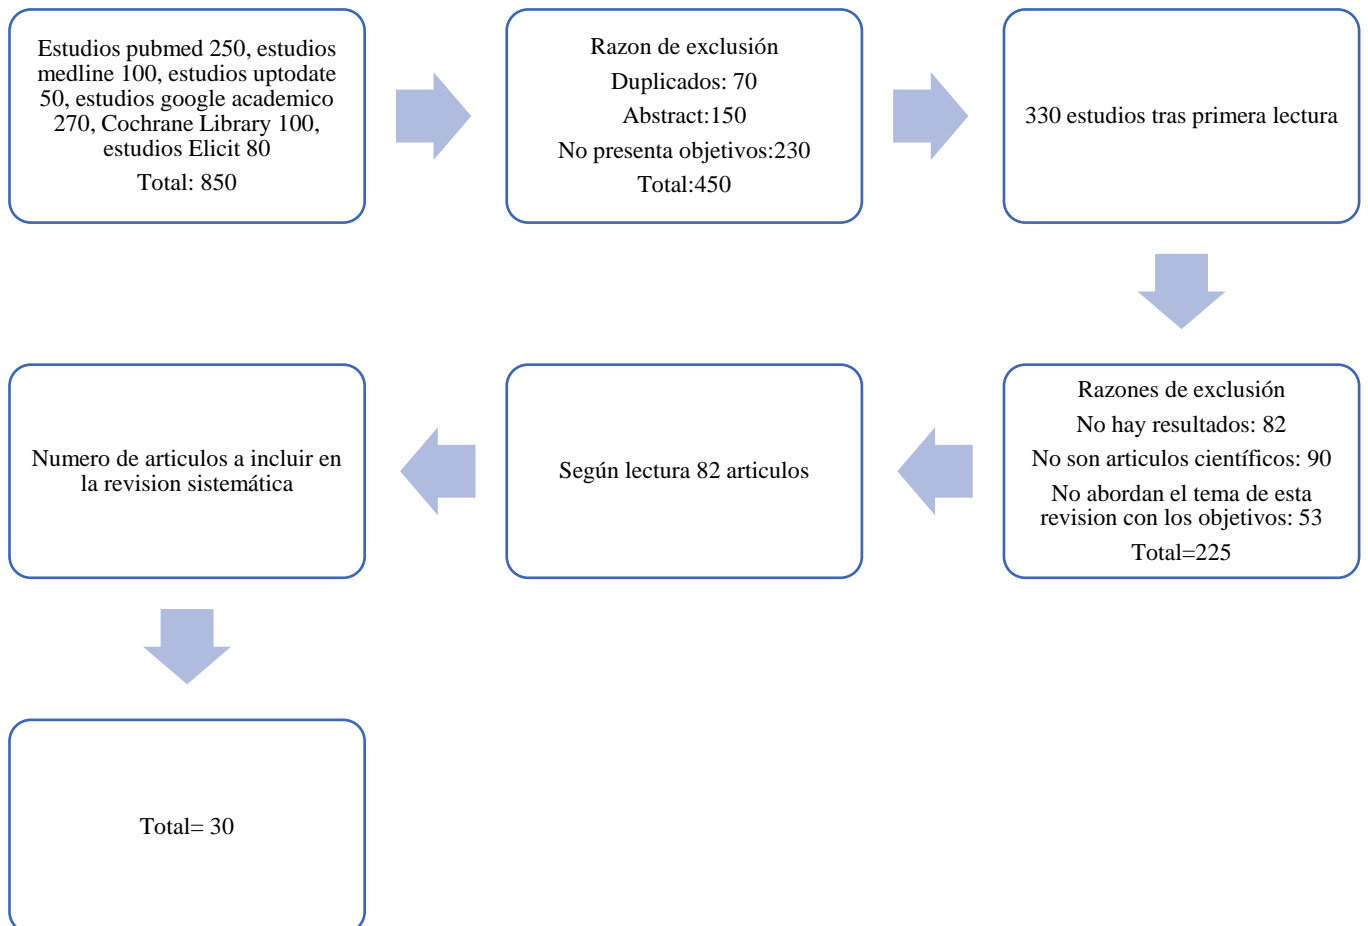 Estudios pubmed 250, estudios
medline 100, estudios uptodate
50, estudios google academico
270, Cochrane Library 100,
estudios Elicit 80
Total: 850
Razon de exclusión
Duplicados: 70
Abstract:150
No presenta objetivos:230
Total:450
330 estudios tras primera lectura
Razones de exclusión
No hay resultados: 82
No son articulos científicos: 90
No abordan el tema de esta
revision con los objetivos: 53
Total=225
Según lectura 82 articulos
Numero de articulos a incluir en
la revision sistemática
Total= 30